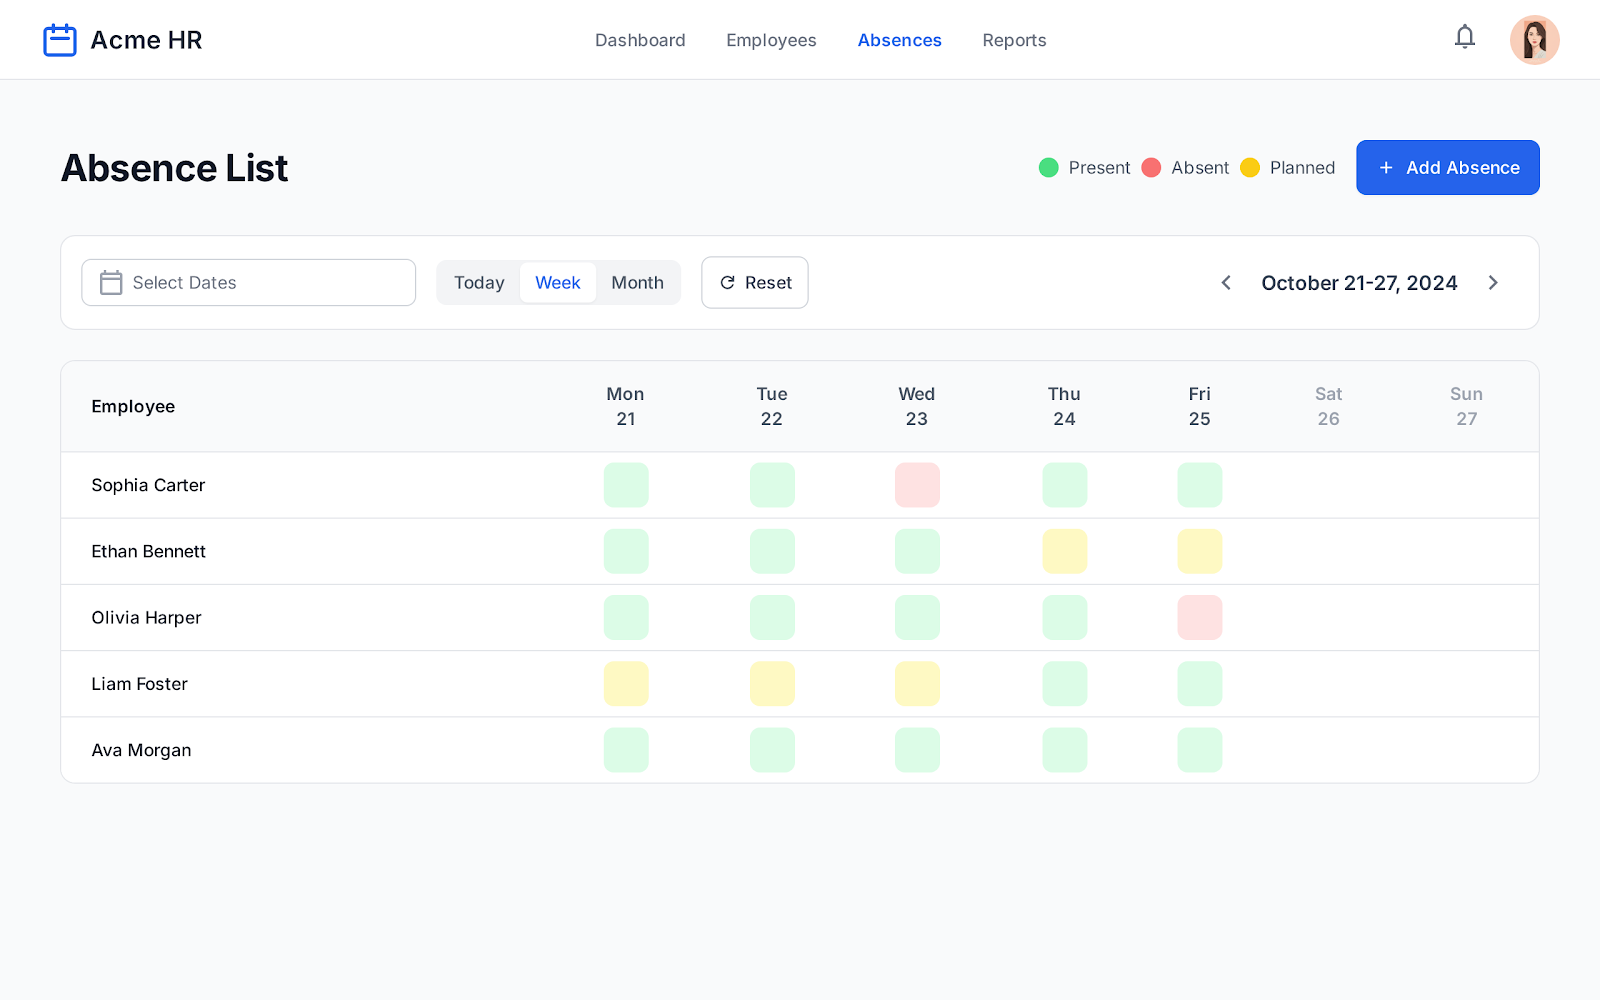 Acme HR
Dashboard Employees Absences Reports
Absence List
Present Absent Planned + Add Absence
Select Dates Today Week Month Reset October 21-27, 2024
Employee
Mon Tue Wed Thu Fri Sat Sun
21 22 23 24 25 26 27
Sophia Carter
Ethan Bennett
Olivia Harper
Liam Foster
Ava Morgan